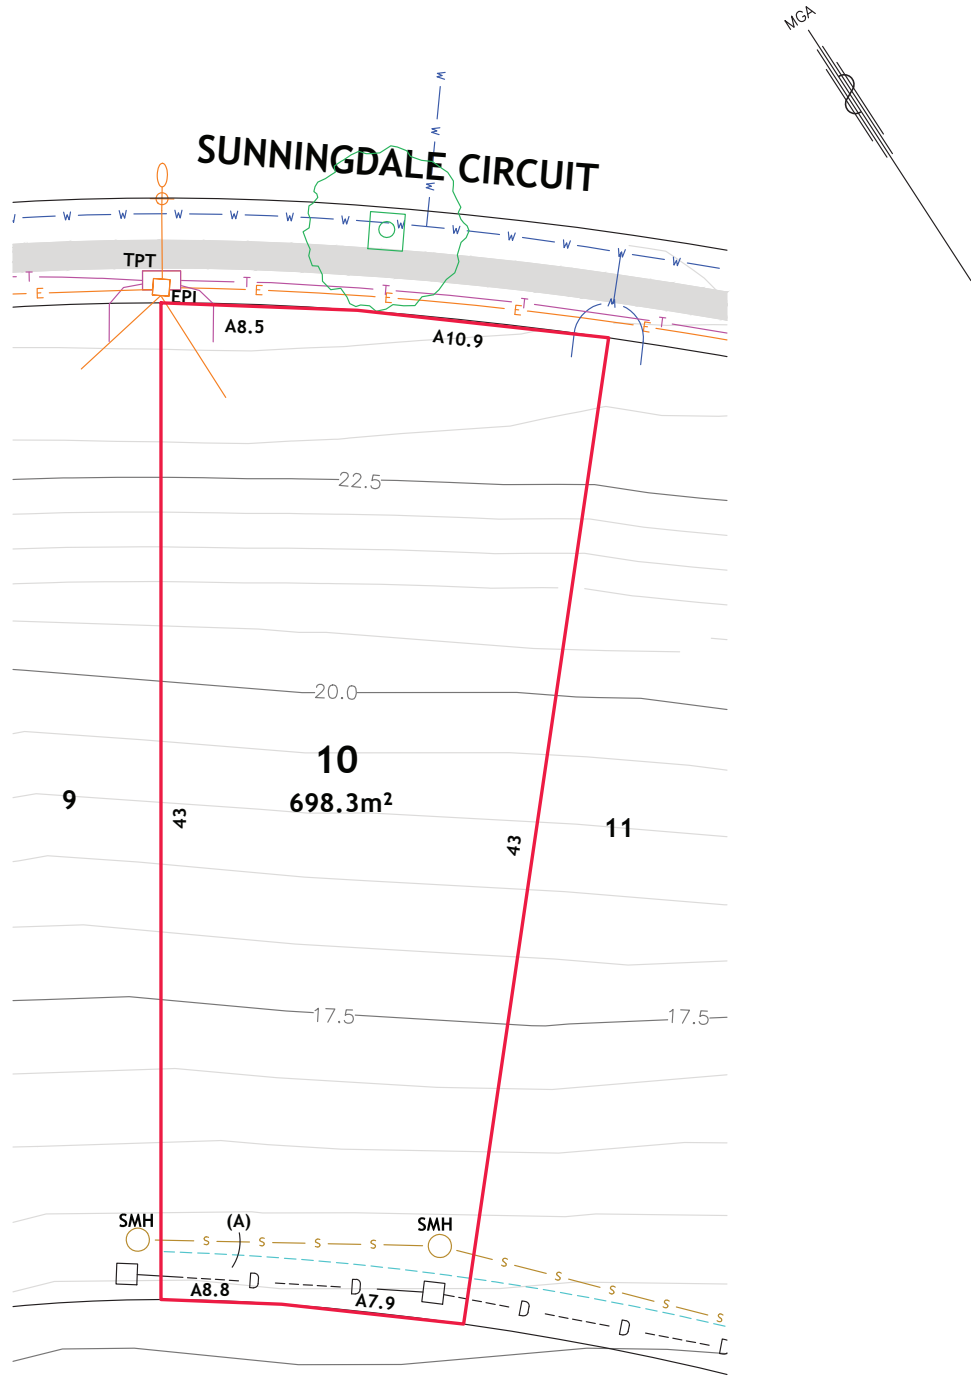 MGA
SUNNINGDALE CIRCUIT
W
W
W W W W W W W W W W W W W
TPT
T T T T T
E E E E E
EPI
M
A8.5
A10.9
22.5
20.0
10
698.3m²
9
43
43
11
17.5
17.5
SMH
(A)
SMH
S S S S S S S S
D D D D D
A8.8
A7.9